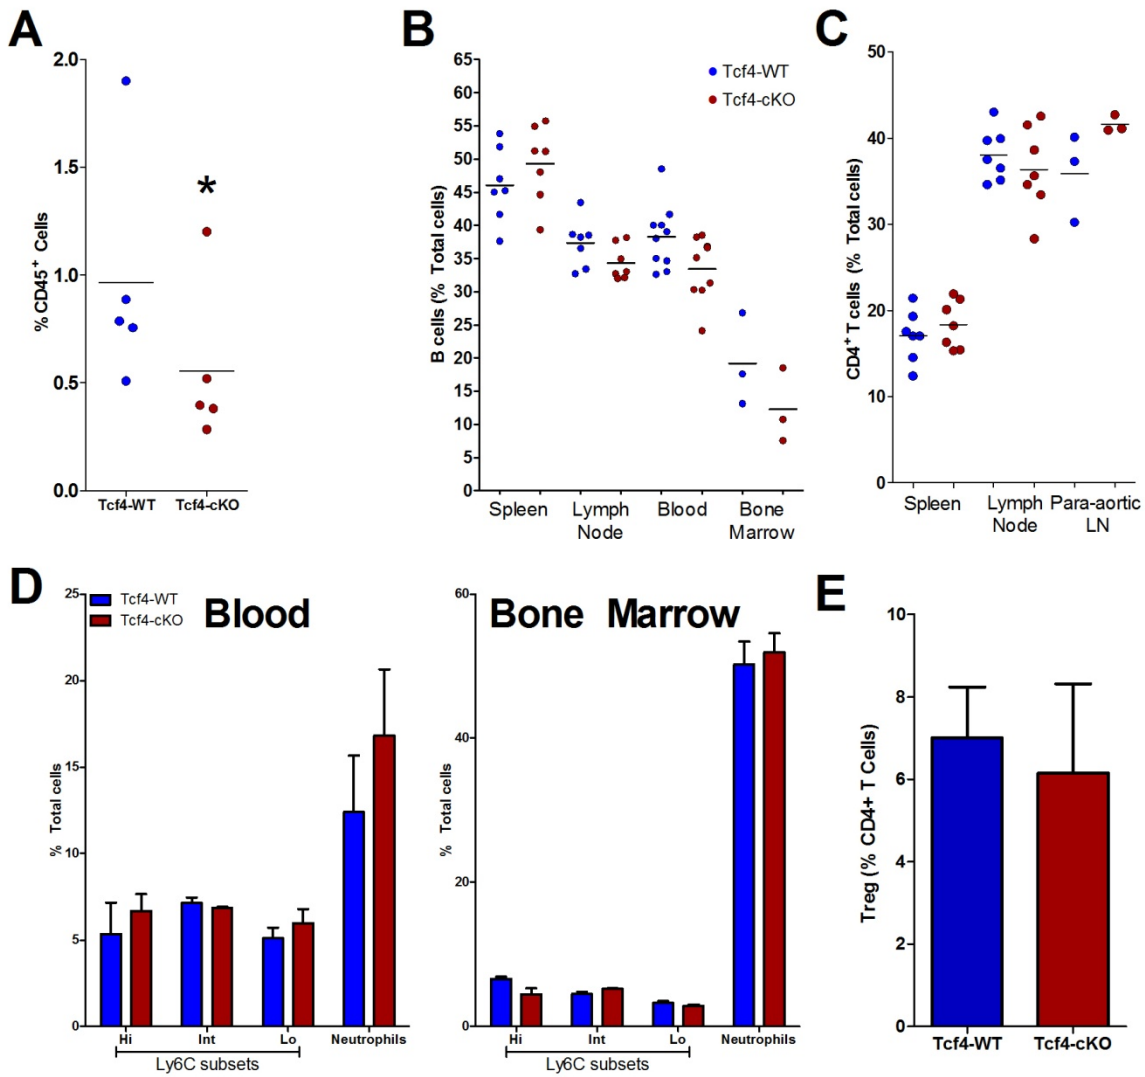 A
% CD45⁺ Cells
2.0
1.5
1.0
0.5
0.0
*
Tcf4-WT
Tcf4-cKO
B
B cells (% Total cells)
65
60
55
50
45
40
35
30
25
20
15
10
5
0
Tcf4-WT
Tcf4-cKO
Spleen
Lymph
Node
Blood
Bone
Marrow
C
CD4⁺ T cells (% Total cells)
50
40
30
20
10
0
Spleen
Lymph
Node
Para-aortic
LN
D
Tcf4-WT
Tcf4-cKO
Blood
% Total cells
25
20
15
10
5
0
Hi
Int
Lo
Neutrophils
Ly6C subsets
Bone Marrow
% Total cells
60
40
20
0
Hi
Int
Lo
Neutrophils
Ly6C subsets
E
Treg (% CD4+ T Cells)
10
8
6
4
2
0
Tcf4-WT
Tcf4-cKO